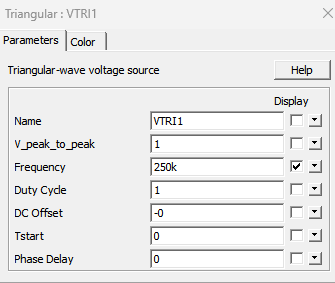 Triangular : VTRI1
Parameters Color
Triangular-wave voltage source Help
Display
Name VTRI1
V_peak_to_peak 1
Frequency 250k
Duty Cycle 1
DC Offset -0
Tstart 0
Phase Delay 0